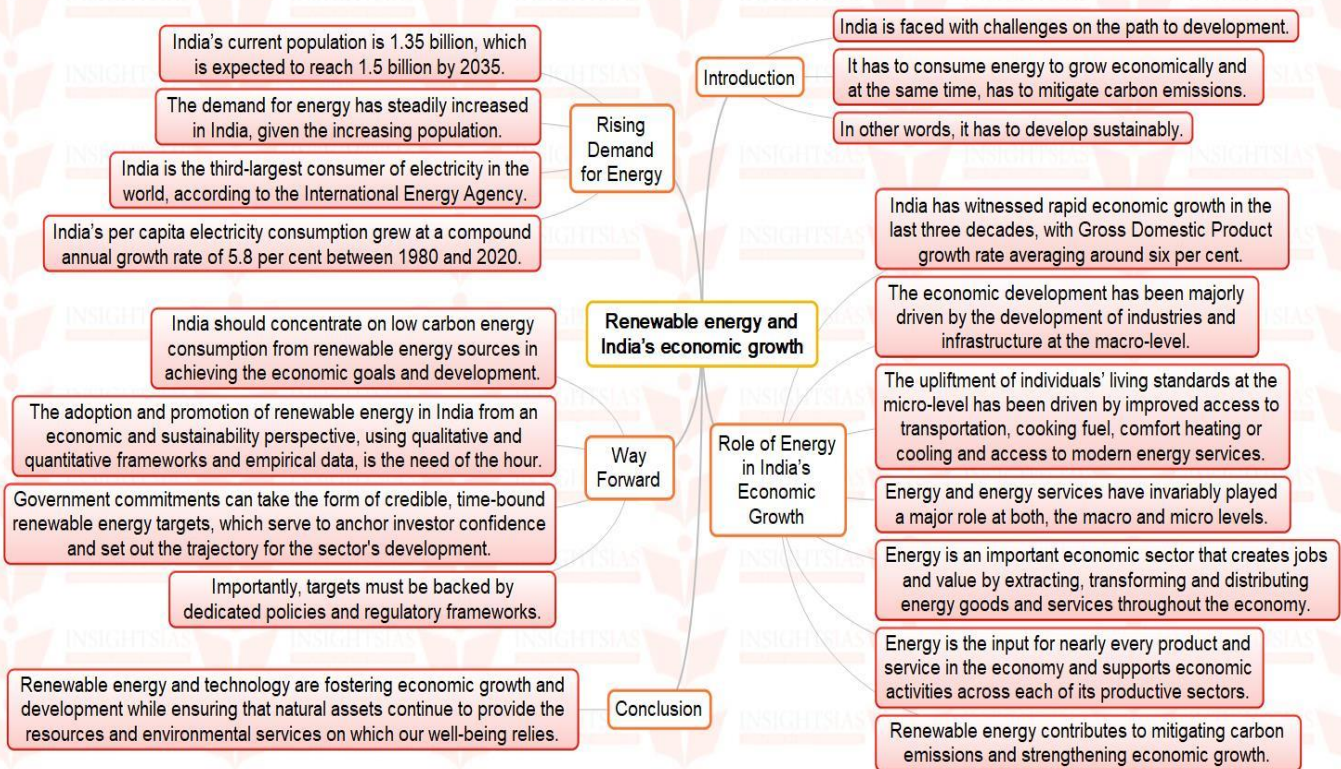 Renewable energy and
India's economic growth
Introduction
India is faced with challenges on the path to development.
It has to consume energy to grow economically and
at the same time, has to mitigate carbon emissions.
In other words, it has to develop sustainably.
Role of Energy
in India's
Economic
Growth
India has witnessed rapid economic growth in the
last three decades, with Gross Domestic Product
growth rate averaging around six per cent.
The economic development has been majorly
driven by the development of industries and
infrastructure at the macro-level.
The upliftment of individuals' living standards at the
micro-level has been driven by improved access to
transportation, cooking fuel, comfort heating or
cooling and access to modern energy services.
Energy and energy services have invariably played
a major role at both, the macro and micro levels.
Energy is an important economic sector that creates jobs
and value by extracting, transforming and distributing
energy goods and services throughout the economy.
Energy is the input for nearly every product and
service in the economy and supports economic
activities across each of its productive sectors.
Renewable energy contributes to mitigating carbon
emissions and strengthening economic growth.
Rising
Demand
for Energy
India's current population is 1.35 billion, which
is expected to reach 1.5 billion by 2035.
The demand for energy has steadily increased
in India, given the increasing population.
India is the third-largest consumer of electricity in the
world, according to the International Energy Agency.
India's per capita electricity consumption grew at a compound
annual growth rate of 5.8 per cent between 1980 and 2020.
Way
Forward
India should concentrate on low carbon energy
consumption from renewable energy sources in
achieving the economic goals and development.
The adoption and promotion of renewable energy in India from an
economic and sustainability perspective, using qualitative and
quantitative frameworks and empirical data, is the need of the hour.
Government commitments can take the form of credible, time-bound
renewable energy targets, which serve to anchor investor confidence
and set out the trajectory for the sector's development.
Importantly, targets must be backed by
dedicated policies and regulatory frameworks.
Conclusion
Renewable energy and technology are fostering economic growth and
development while ensuring that natural assets continue to provide the
resources and environmental services on which our well-being relies.
INSIGHTSIAS